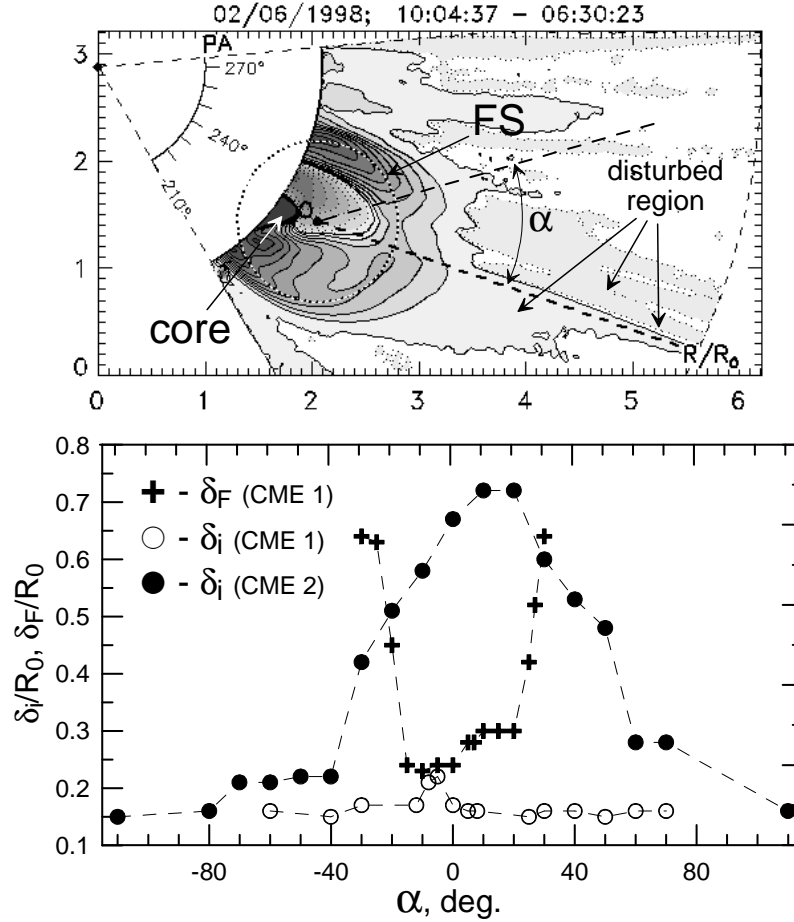 02/06/1998; 10:04:37 - 06:30:23
3
2
1
0
PA
270°
240°
210°
FS
disturbed
region
α
core
R/R₀
0 1 2 3 4 5 6
0.8
0.7
0.6
0.5
0.4
0.3
0.2
0.1
δi/R0, δF/R0
+ - δF (CME 1)
○ - δi (CME 1)
● - δi (CME 2)
-80 -40 0 40 80
α, deg.